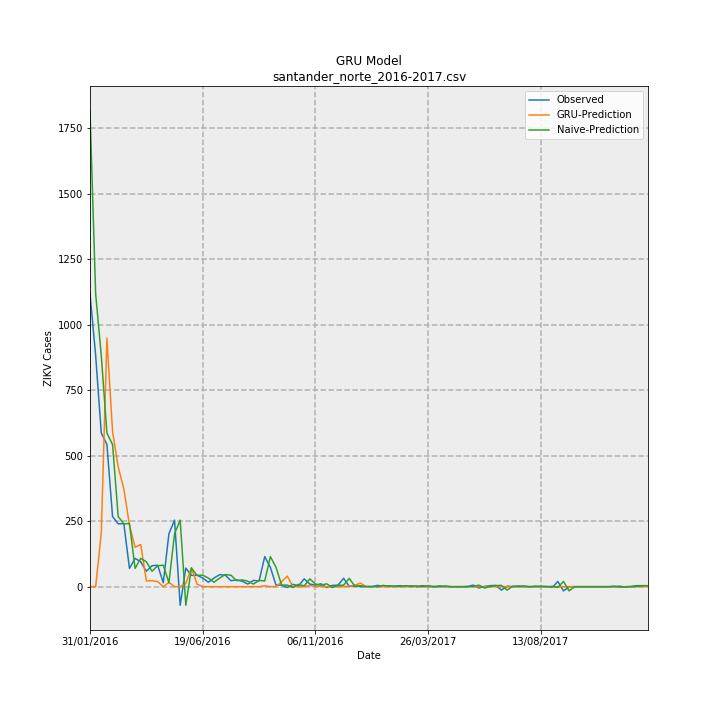 GRU Model
santander_norte_2016-2017.csv
Observed
GRU-Prediction
Naive-Prediction
1750
1500
1250
1000
750
500
250
0
ZIKV Cases
31/01/2016
19/06/2016
06/11/2016
26/03/2017
13/08/2017
Date